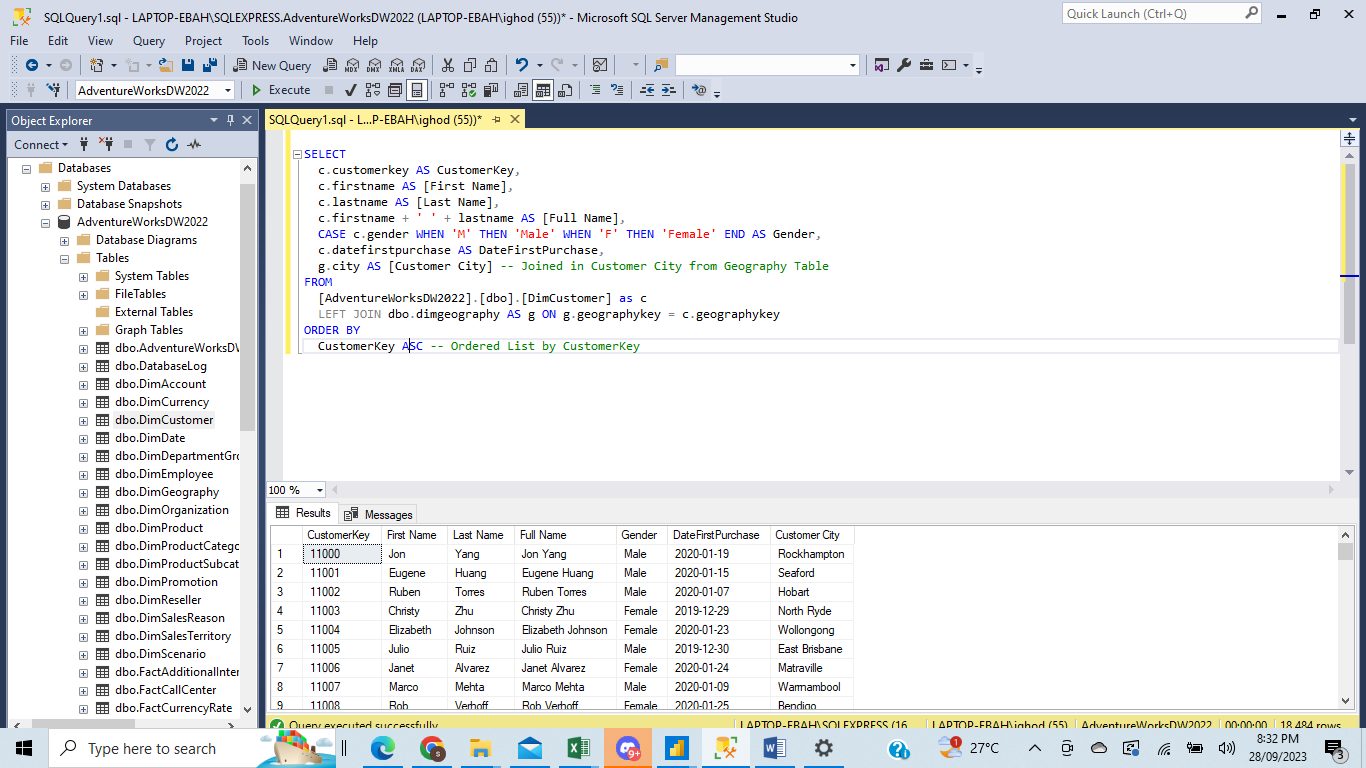 SQLQuery1.sql - LAPTOP-EBAH\SQLEXPRESS.AdventureWorksDW2022 (LAPTOP-EBAH\ighod (55))* - Microsoft SQL Server Management Studio
Quick Launch (Ctrl+Q)
File Edit View Query Project Tools Window Help
New Query MDX DMX XMLA DAX
AdventureWorksDW2022 Execute
Object Explorer
Connect
Databases
System Databases
Database Snapshots
AdventureWorksDW2022
Database Diagrams
Tables
System Tables
FileTables
External Tables
Graph Tables
dbo.AdventureWorksDV
dbo.DatabaseLog
dbo.DimAccount
dbo.DimCurrency
dbo.DimCustomer
dbo.DimDate
dbo.DimDepartmentGro
dbo.DimEmployee
dbo.DimGeography
dbo.DimOrganization
dbo.DimProduct
dbo.DimProductCatego
dbo.DimProductSubcat
dbo.DimPromotion
dbo.DimReseller
dbo.DimSalesReason
dbo.DimSalesTerritory
dbo.DimScenario
dbo.FactAdditionalInter
dbo.FactCallCenter
dbo.FactCurrencyRate
SQLQuery1.sql - L...P-EBAH\ighod (55))*
SELECT
c.customerkey AS CustomerKey,
c.firstname AS [First Name],
c.lastname AS [Last Name],
c.firstname + ' ' + lastname AS [Full Name],
CASE c.gender WHEN 'M' THEN 'Male' WHEN 'F' THEN 'Female' END AS Gender,
c.datefirstpurchase AS DateFirstPurchase,
g.city AS [Customer City] -- Joined in Customer City from Geography Table
FROM
[AdventureWorksDW2022].[dbo].[DimCustomer] as c
LEFT JOIN dbo.dimgeography AS g ON g.geographykey = c.geographykey
ORDER BY
CustomerKey ASC -- Ordered List by CustomerKey
100 %
Results Messages
CustomerKey First Name Last Name Full Name Gender DateFirstPurchase Customer City
1 11000 Jon Yang Jon Yang Male 2020-01-19 Rockhampton
2 11001 Eugene Huang Eugene Huang Male 2020-01-15 Seaford
3 11002 Ruben Torres Ruben Torres Male 2020-01-07 Hobart
4 11003 Christy Zhu Christy Zhu Female 2019-12-29 North Ryde
5 11004 Elizabeth Johnson Elizabeth Johnson Female 2020-01-23 Wollongong
6 11005 Julio Ruiz Julio Ruiz Male 2019-12-30 East Brisbane
7 11006 Janet Alvarez Janet Alvarez Female 2020-01-24 Matraville
8 11007 Marco Mehta Marco Mehta Male 2020-01-09 Warrnambool
9 11008 Rob Verhoff Rob Verhoff Female 2020-01-25 Bendigo
Query executed successfully. LAPTOP-EBAH\SQLEXPRESS (16 ... LAPTOP-EBAH\ighod (55) AdventureWorksDW2022 00:00:00 18,484 rows
Type here to search
27°C
8:32 PM
28/09/2023
3